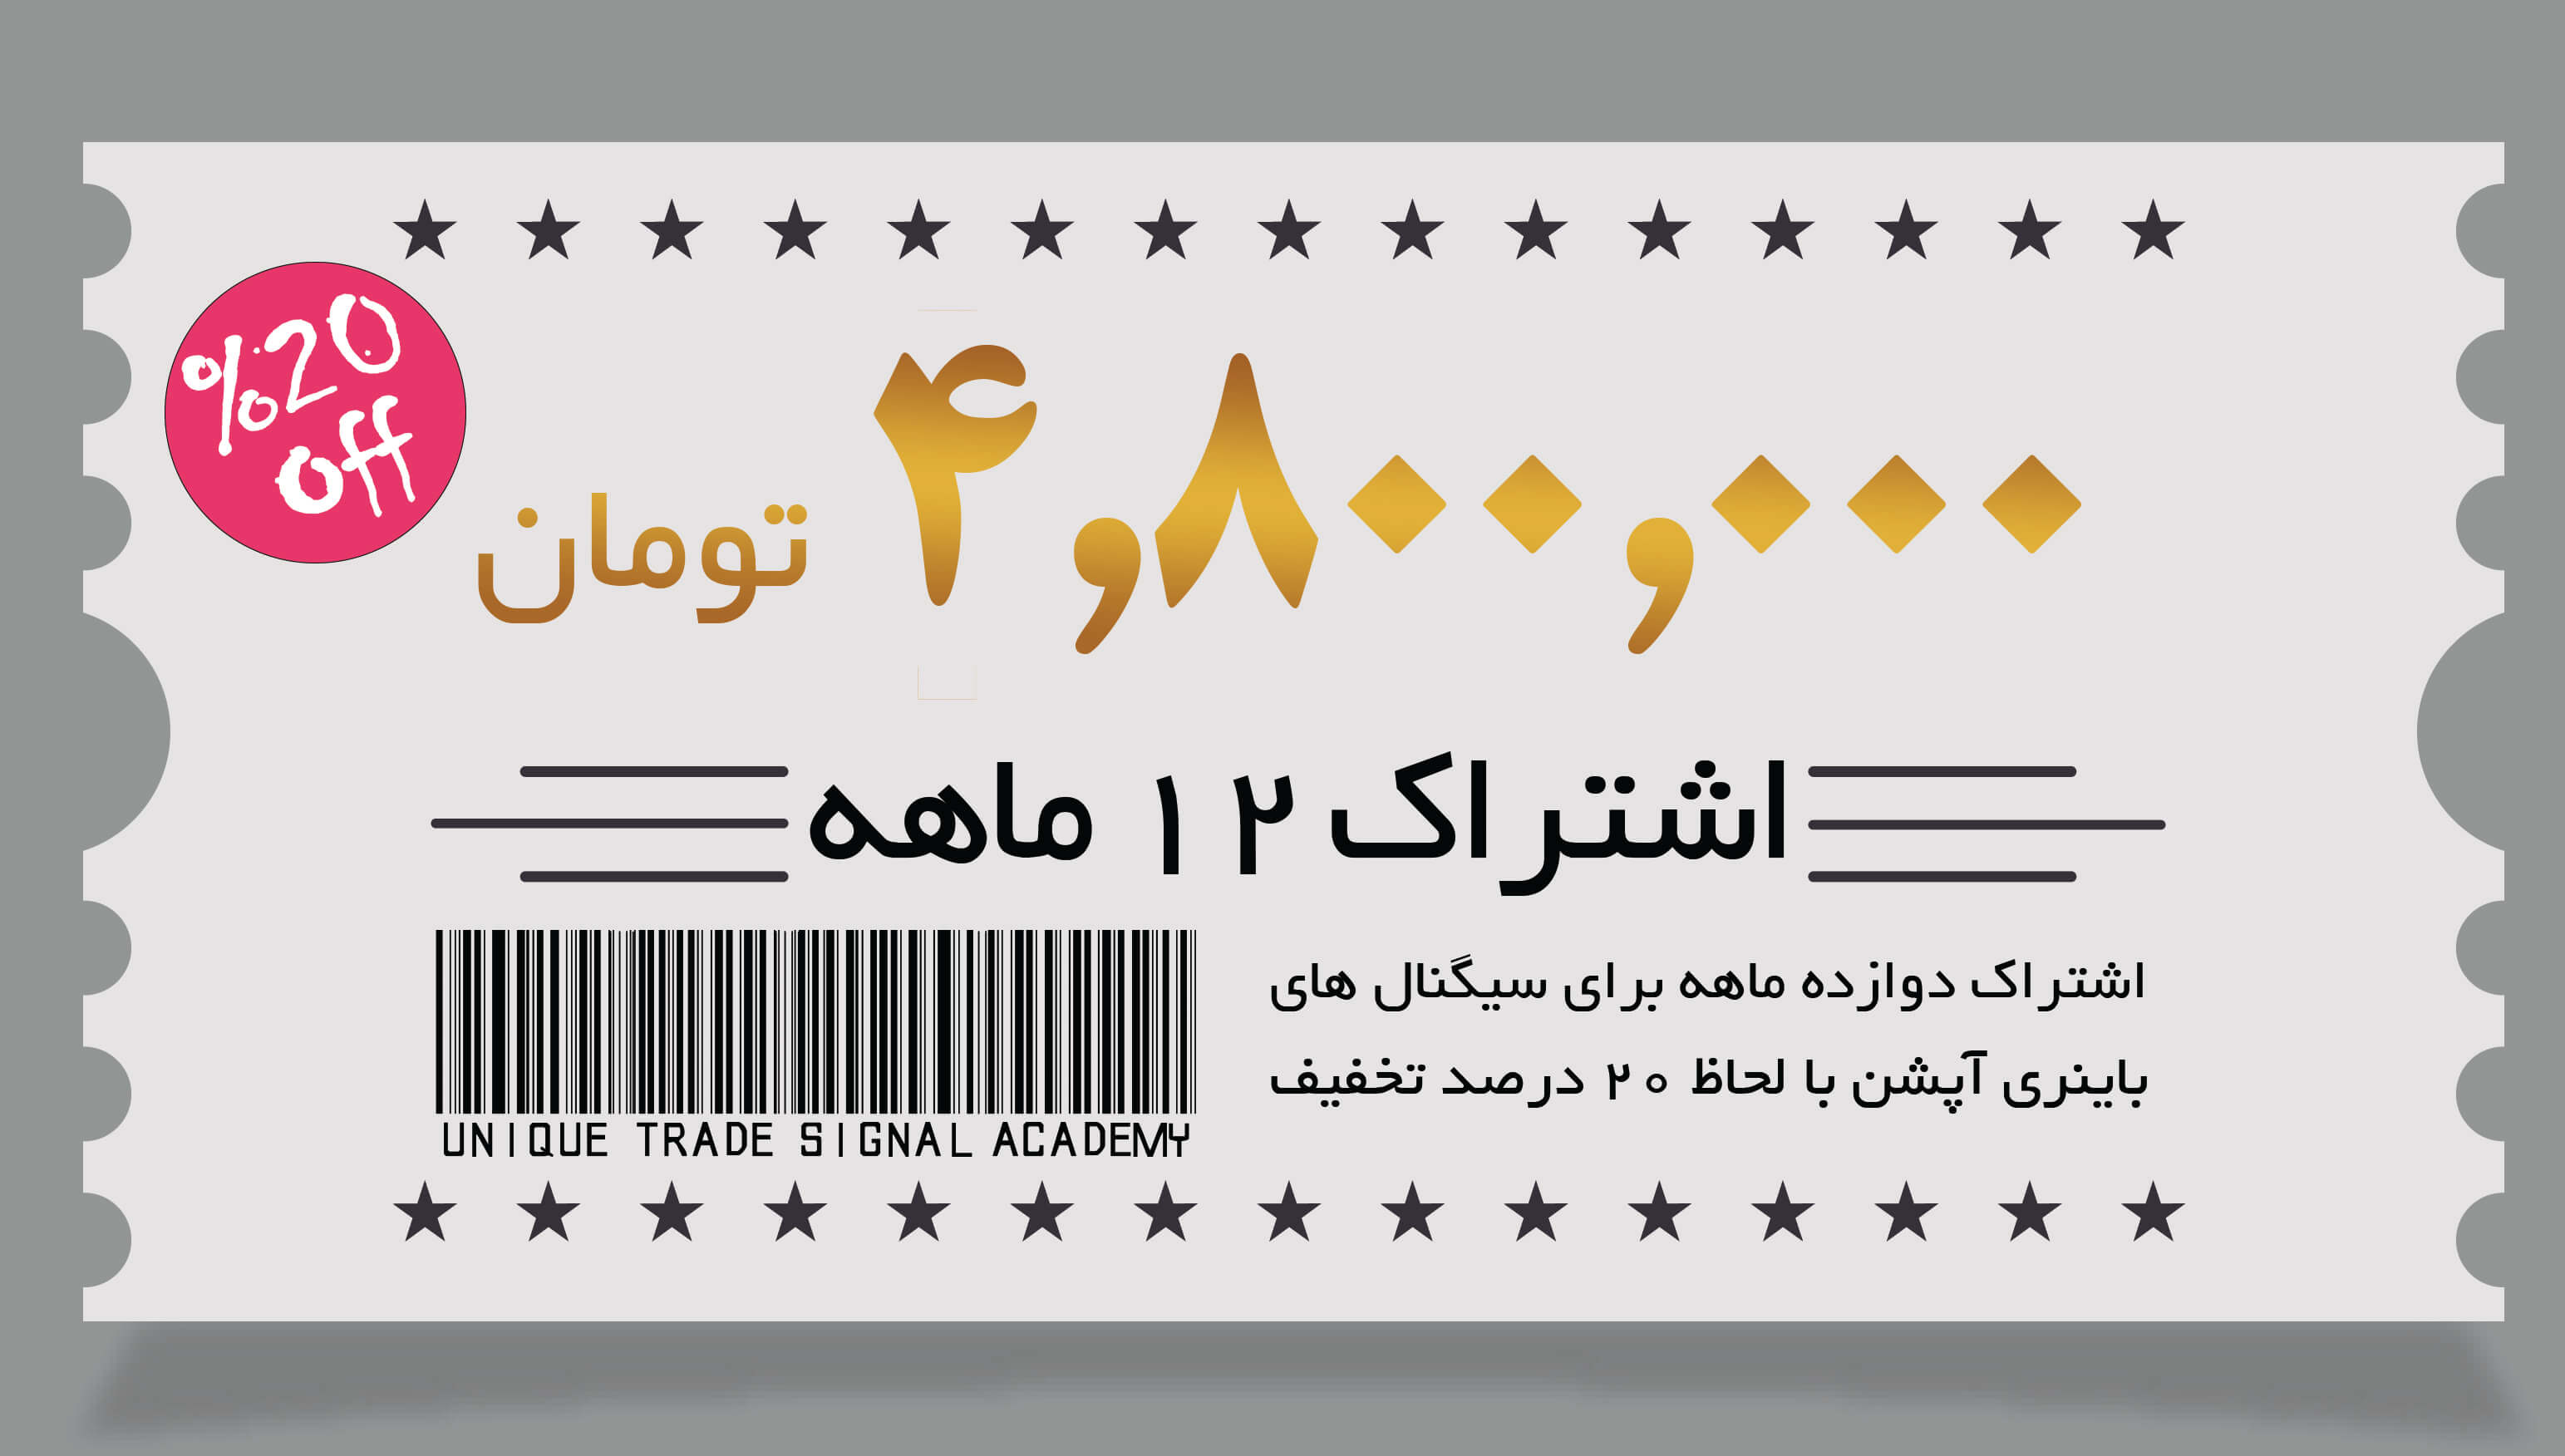 %20
off
۴,۸۰۰,۰۰۰ تومان
اشتراک ۱۲ ماهه
اشتراک دوازده ماهه برای سیگنال های
باینری آپشن با لحاظ ۲۰ درصد تخفیف
UNIQUE TRADE SIGNAL ACADEMY